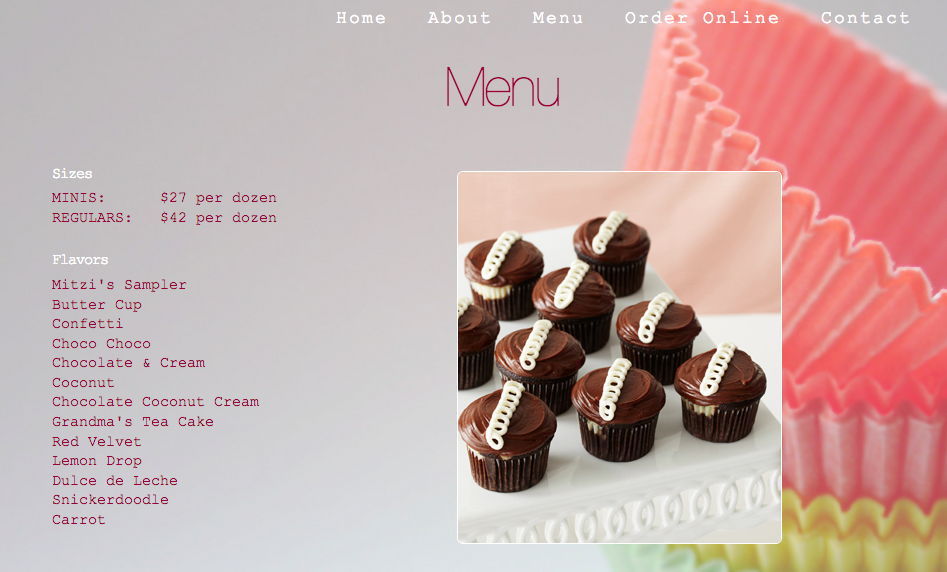 Home About Menu Order Online Contact
Menu
Sizes
MINIS: $27 per dozen
REGULARS: $42 per dozen
Flavors
Mitzi's Sampler
Butter Cup
Confetti
Choco Choco
Chocolate & Cream
Coconut
Chocolate Coconut Cream
Grandma's Tea Cake
Red Velvet
Lemon Drop
Dulce de Leche
Snickerdoodle
Carrot